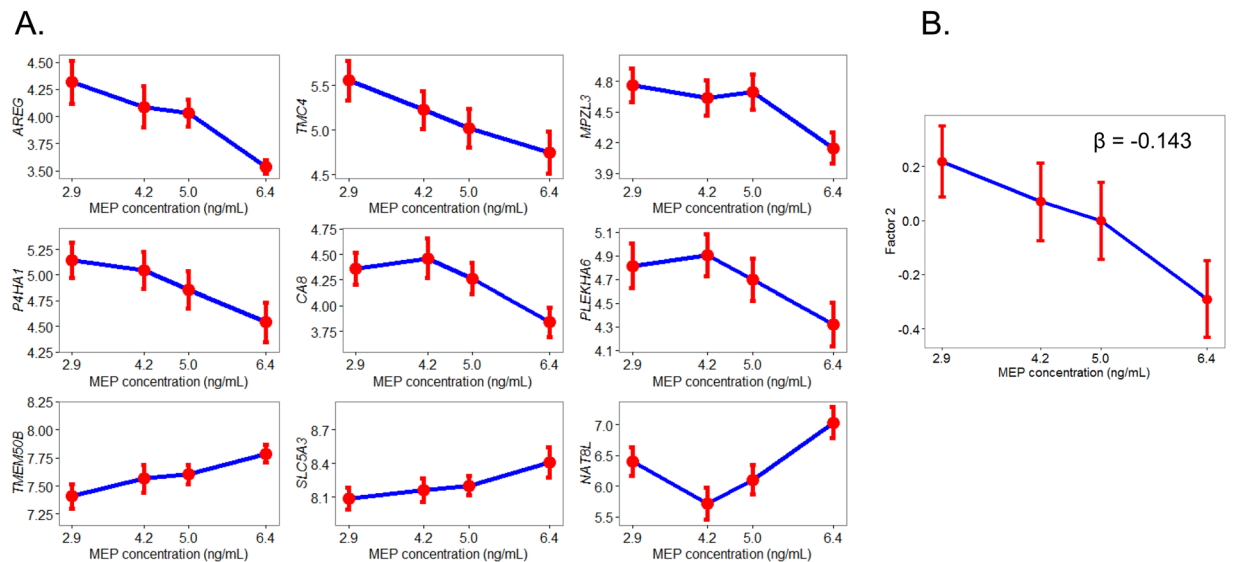 A.
B.
AREG
4.50
4.25
4.00
3.75
3.50
2.9 4.2 5.0 6.4
MEP concentration (ng/mL)
TMC4
5.5
5.0
4.5
2.9 4.2 5.0 6.4
MEP concentration (ng/mL)
MPZL3
4.8
4.5
4.2
3.9
2.9 4.2 5.0 6.4
MEP concentration (ng/mL)
P4HA1
5.25
5.00
4.75
4.50
4.25
2.9 4.2 5.0 6.4
MEP concentration (ng/mL)
CA8
4.75
4.50
4.25
4.00
3.75
2.9 4.2 5.0 6.4
MEP concentration (ng/mL)
PLEKHA6
5.1
4.9
4.7
4.5
4.3
4.1
2.9 4.2 5.0 6.4
MEP concentration (ng/mL)
TMEM50B
8.25
8.00
7.75
7.50
7.25
2.9 4.2 5.0 6.4
MEP concentration (ng/mL)
SLC5A3
8.7
8.4
8.1
2.9 4.2 5.0 6.4
MEP concentration (ng/mL)
NAT8L
7.0
6.5
6.0
5.5
2.9 4.2 5.0 6.4
MEP concentration (ng/mL)
β = -0.143
Factor 2
0.2
0.0
-0.2
-0.4
2.9 4.2 5.0 6.4
MEP concentration (ng/mL)